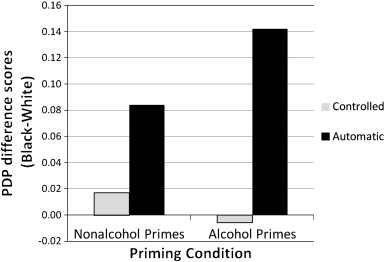 0.16
0.14
0.12
0.10
0.08
0.06
0.04
0.02
0.00
-0.02
PDP difference scores
(Black-White)
Nonalcohol Primes Alcohol Primes
Priming Condition
Controlled
Automatic